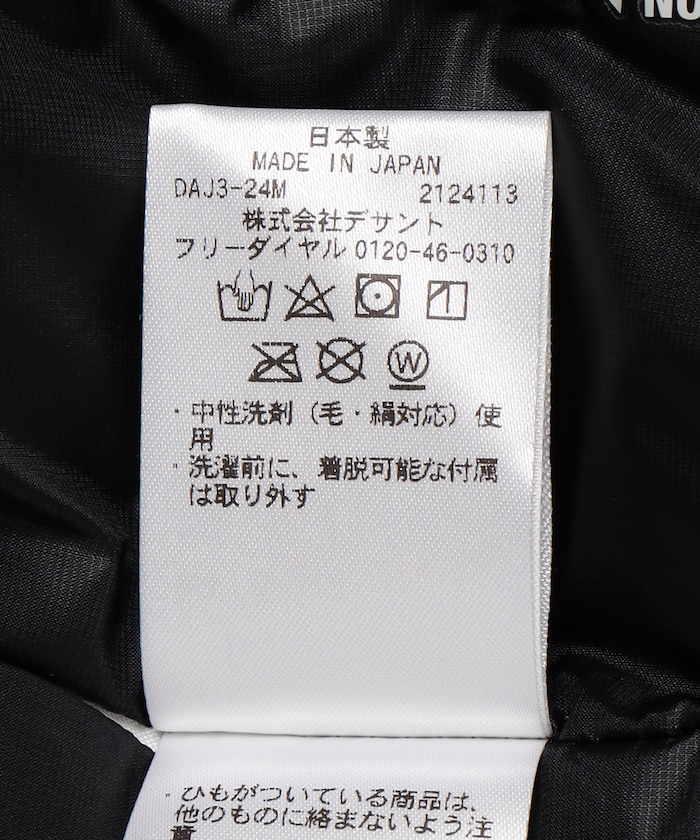 NO
日本製
MADE IN JAPAN
DAJ3-24M 2124113
株式会社デサント
フリーダイヤル 0120-46-0310
W
・中性洗剤（毛・絹対応）使
用
・洗濯前に、着脱可能な付属
は取り外す
・ひもがついている商品は、
他のものに絡まないよう注
意